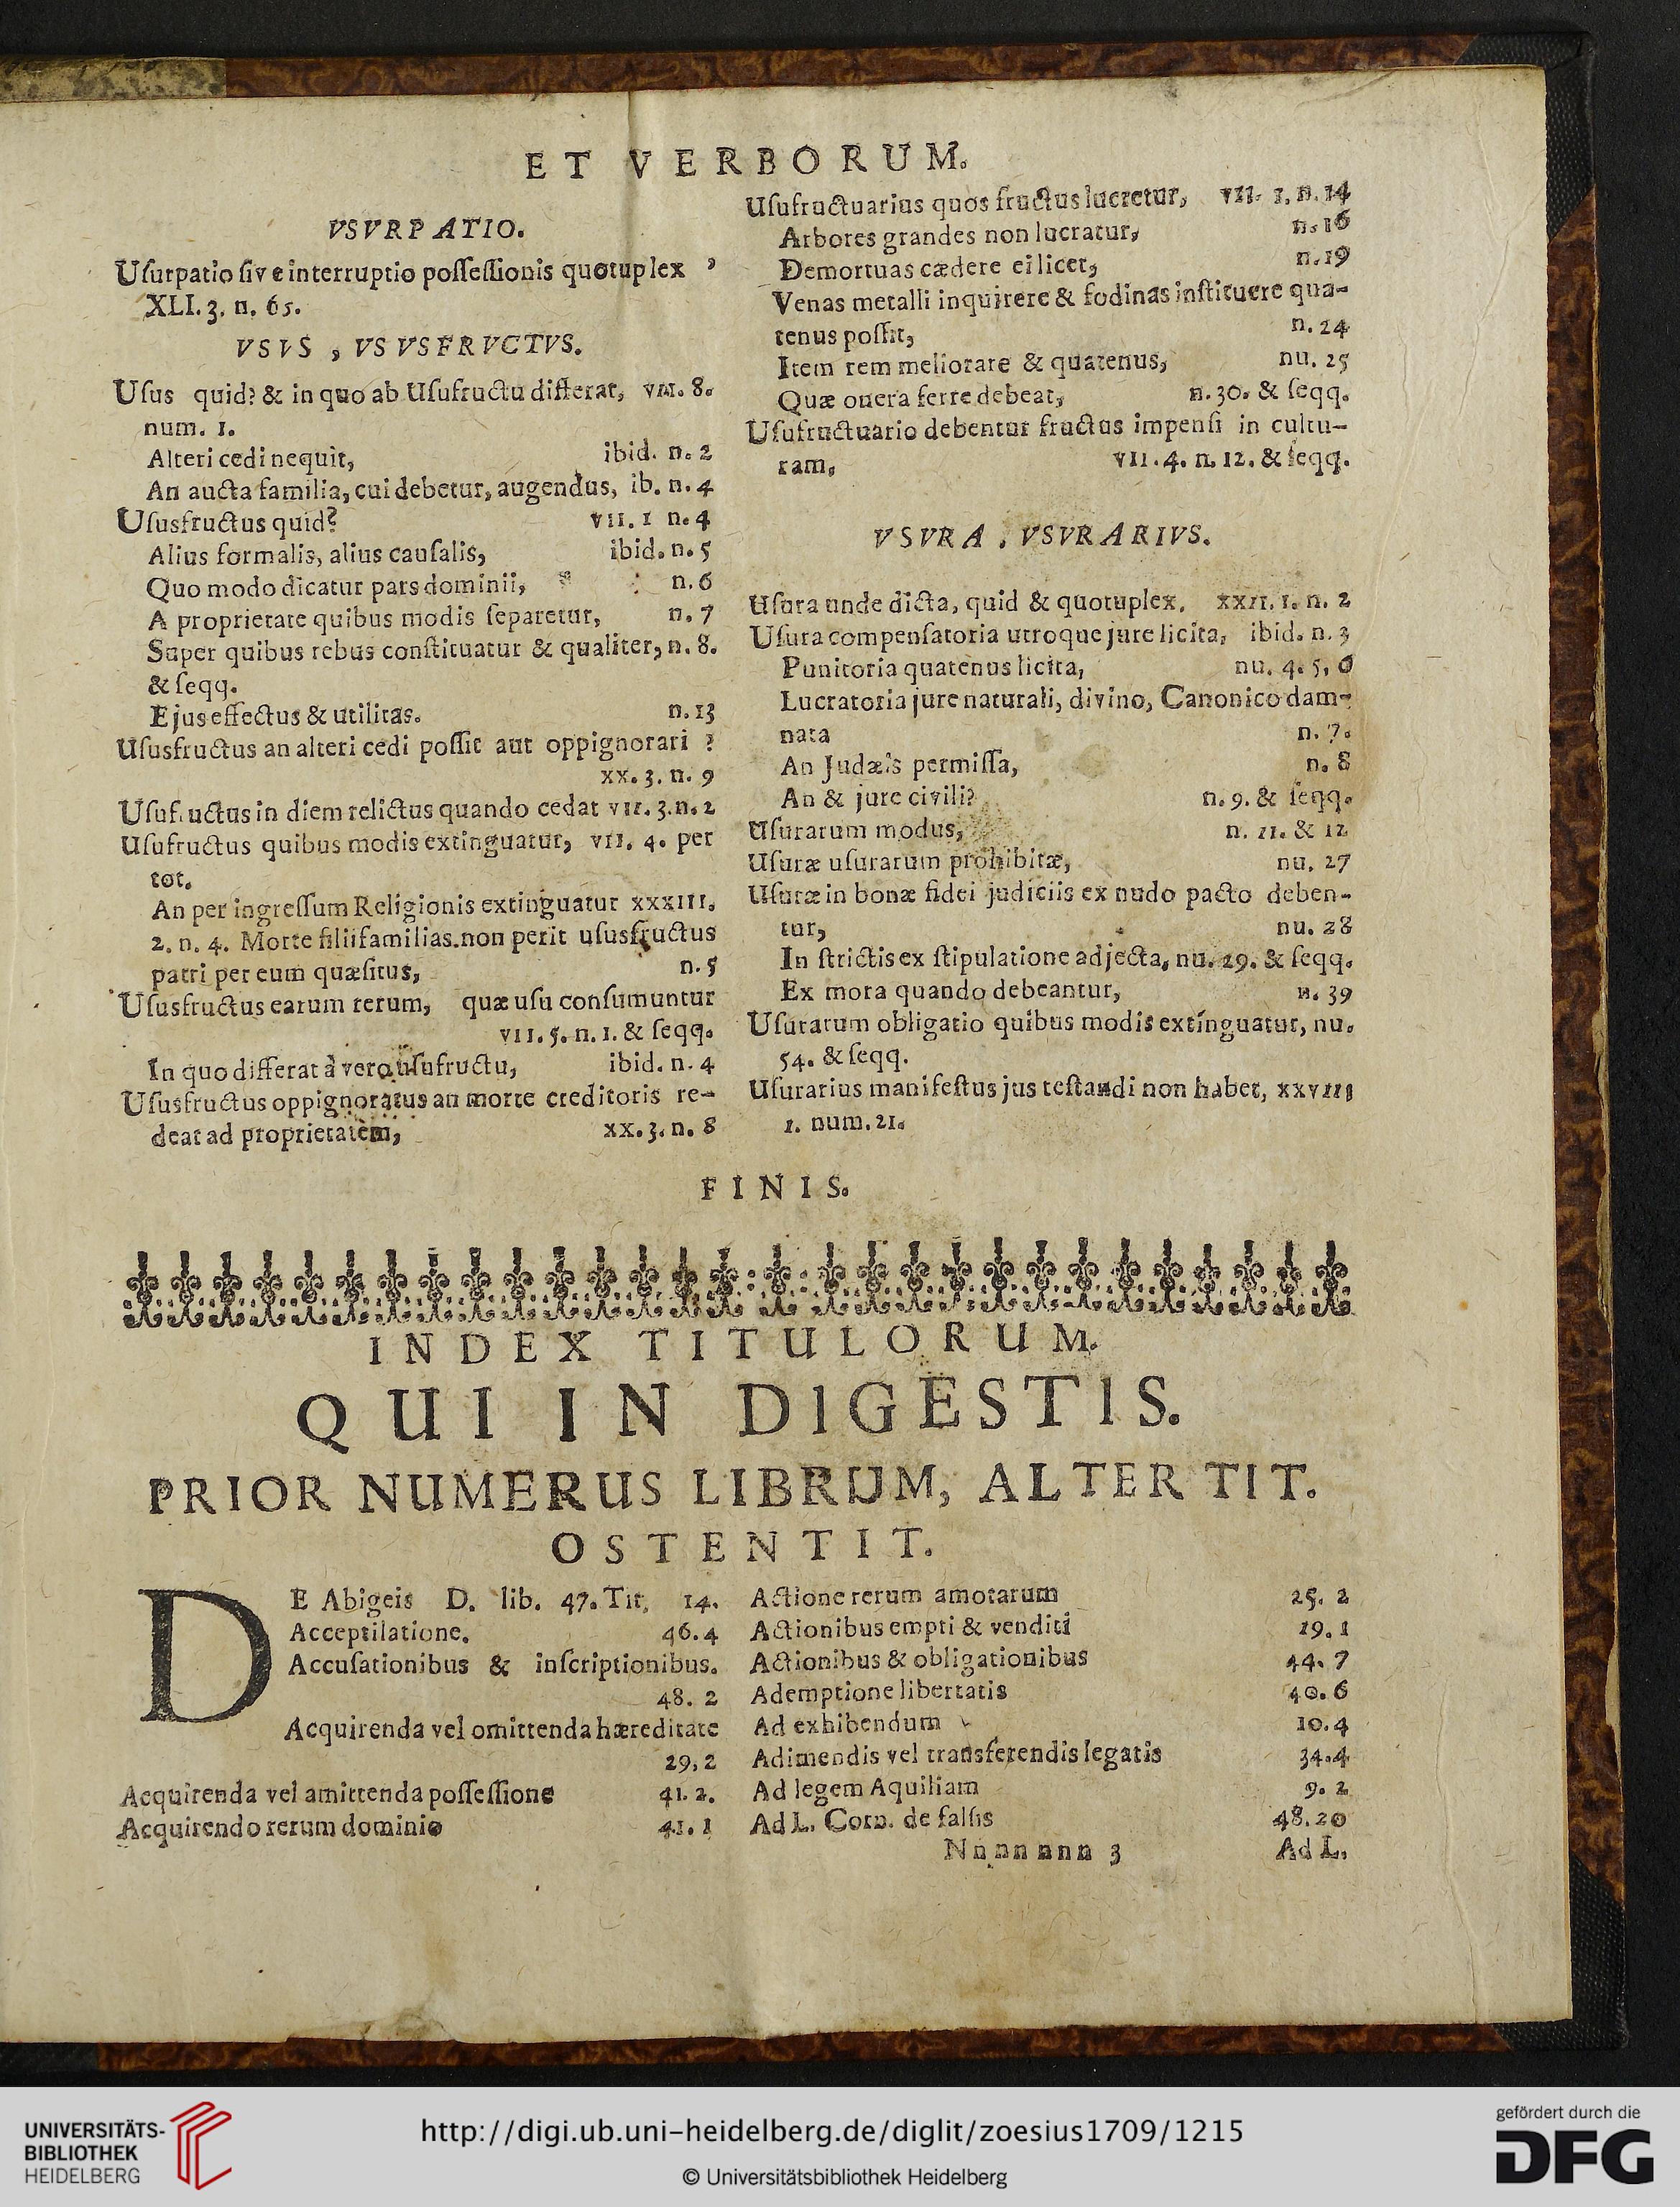 ET VERBORUM.
VSVRPATIO.
Uſurpatio ſive interruptio poſſeſſionis quotuplex ,
XLI. 3. n. 65.
VSVS , VSVSFRVCTVS.
Uſus quid? & in quo ab Uſufructu differat, VII. 8.
num. 1.
Alteri cedi nequit, ibid. n. 2
An aucta familia, cui debetur, augendus, ib. n. 4
Uſusfructus quid? VII. 1 n. 4
Alius formalis, alius cauſalis, ibid. n. 5
Quo modo dicatur pars dominii, n. 6
A proprietate quibus modis ſeparetur, n. 7
Super quibus rebus conſtituatur & qualiter, n. 8.
& ſeqq.
Ejus effectus & utilitas. n. 13
Uſusfructus an alteri cedi poſſit aut oppignorari ?
XX. 3. n. 9
Uſuf.uctus in diem relictus quando cedat VII. 3. n. 2
Uſufructus quibus modis extinguatur, VII. 4. per
tot.
An per ingreſſum Religionis extinguatur XXXIII.
2. n. 4. Morte filiifamilias.non perit uſusfructus
patri per eum quæſitus, n. 5
Uſusfructus earum rerum, quæ uſu conſumuntur
VII. 5. n. 1. & ſeqq.
In quo differat à vero uſufructu, ibid. n. 4
Uſusfructus oppignoratus an morte creditoris re-
deat ad proprietatèm, XX. 3. n. 8
Uſufructuarius quos fructus lucretur, VII. 1. n. 14
Arbores grandes non lucratur, n. 16
Demortuas cædere ei licet, n. 19
Venas metalli inquirere & fodinas inſtituere qua-
tenus poſſit, n. 24
Item rem meliorare & quatenus, nu. 25
Quæ onera ferre debeat, n. 30. & ſeqq.
Uſufructuario debentur fructus impenſi in cultu-
ram, VII. 4. n. 12. & ſeqq.
VSVRA . VSVRARIVS.
Uſura unde dicta, quid & quotuplex. XXII. 1. n. 2
Uſura compenſatoria utroque jure licita, ibid. n. 3
Punitoria quatenus licita, nu. 4. 5, 6
Lucratoria jure naturali, divino, Canonico dam-
nata n. 7.
An Judæis permiſſa, n. 8
An & jure civili? n. 9. & ſeqq.
Uſurarum modus, n. 11. & 12
Uſuræ uſurarum prohibitæ, nu. 27
Uſuræ in bonæ fidei judiciis ex nudo pacto deben-
tur, nu. 28
In ſtrictis ex ſtipulatione adjecta, nu. 29. & ſeqq.
Ex mora quando debeantur, n. 39
Uſurarum obligatio quibus modis extinguatur, nu.
54. & ſeqq.
Uſurarius manifeſtus jus teſtandi non habet, XXVIII
1. num. 21.
FINIS.
INDEX TITULORUM.
QUI IN DIGESTIS.
PRIOR NUMERUS LIBRUM, ALTER TIT.
OSTENTIT.
DE Abigeis D. lib. 47. Tit, 14.
Acceptilatione. 46. 4
Accuſationibus & inſcriptionibus.
48. 2
Acquirenda vel omittenda hæreditate
29, 2
Acquirenda vel amittenda poſſeſſione 41. 2.
Acquirendo rerum dominio 41. 1
Actione rerum amotarum 25. 2
Actionibus empti & venditi 19. 1
Actionibus & obligationibus 44. 7
Ademptione libertatis 40. 6
Ad exhibendum 10. 4
Adimendis vel transferendis legatis 34. 4
Ad legem Aquiliam 9. 2
Ad L. Corn. de falſis 48. 20
Nnnnnnn 3 Ad L.
UNIVERSITÄTS-
BIBLIOTHEK
HEIDELBERG
http://digi.ub.uni-heidelberg.de/diglit/zoesius1709/1215
© Universitätsbibliothek Heidelberg
gefördert durch die
DFG